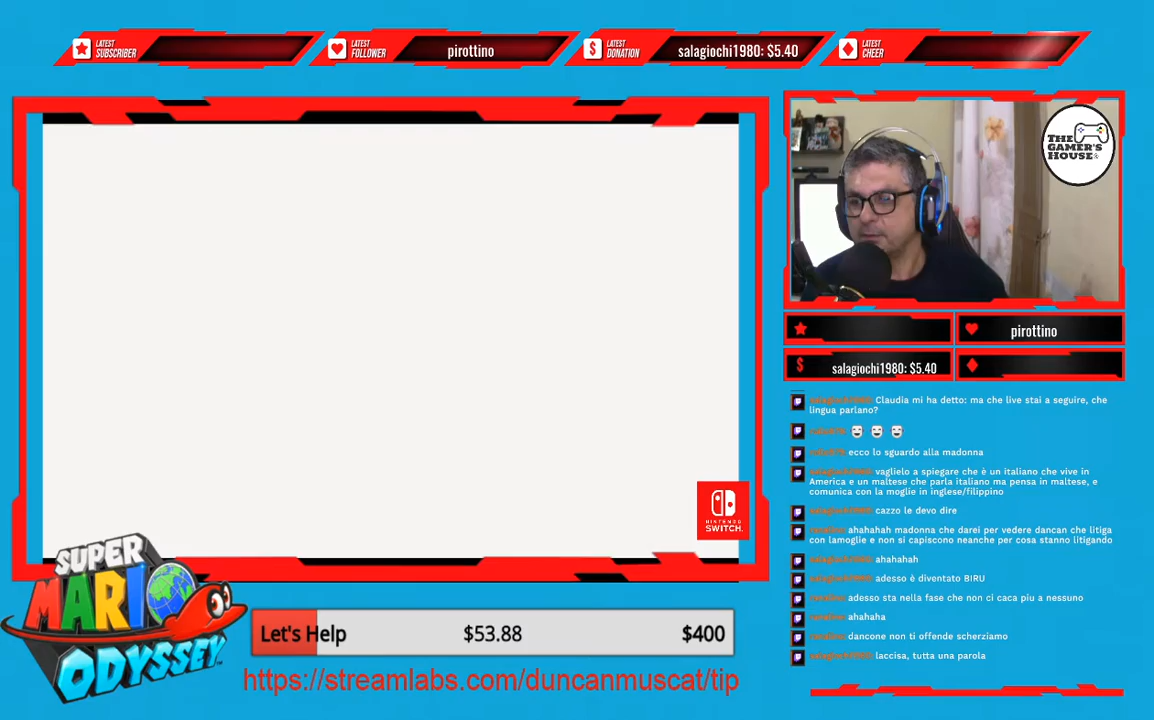 LATEST
SUBSCRIBER
LATEST
FOLLOWER
pirottino
LATEST
DONATION
salagiochi1980: $5.40
LATEST
CHEER
THE
GAMER'S
HOUSE
NINTENDO
SWITCH.
pirottino
salagiochi1980: $5.40
Claudia mi ha detto: ma che live stai a seguire, che
lingua parlano?
ecco lo sguardo alla madonna
vaglielo a spiegare che è un italiano che vive in
America e un maltese che parla italiano ma pensa in maltese, e
comunica con la moglie in inglese/filippino
cazzo le devo dire
ahahahah madonna che darei per vedere dancan che litiga
con lamoglie e non si capiscono neanche per cosa stanno litigando
ahahahah
adesso è diventato BIRU
adesso sta nella fase che non ci caca piu a nessuno
ahahaha
dancone non ti offende scherziamo
laccisa, tutta una parola
SUPER
MARIO
ODYSSEY
Let's Help $53.88 $400
https://streamlabs.com/duncanmuscat/tip